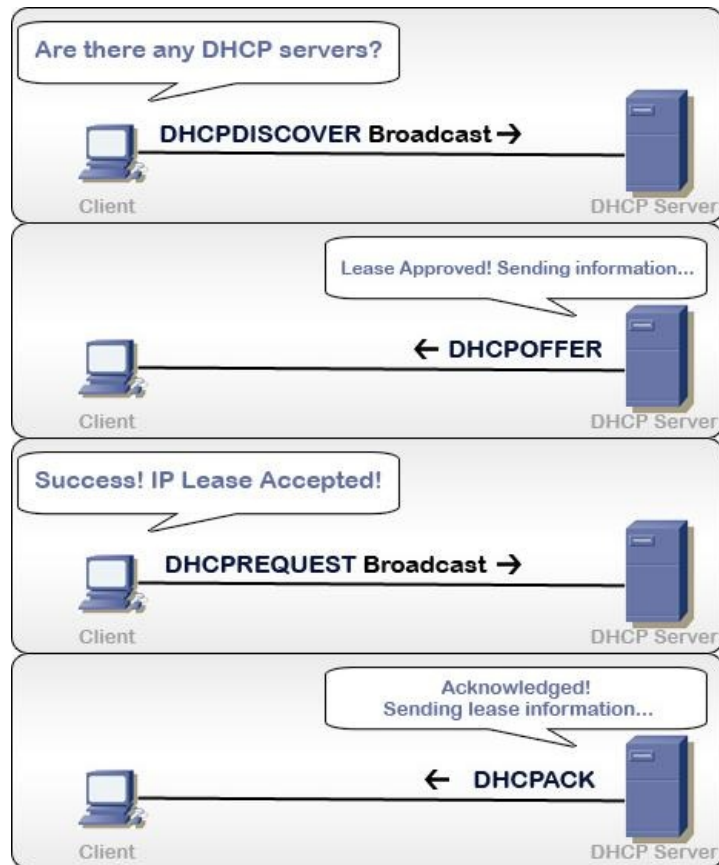 Are there any DHCP servers?
DHCPDISCOVER Broadcast →
Client
DHCP Server
Lease Approved! Sending information...
← DHCPOFFER
Client
DHCP Server
Success! IP Lease Accepted!
DHCPREQUEST Broadcast →
Client
DHCP Server
Acknowledged!
Sending lease information...
← DHCPACK
Client
DHCP Server